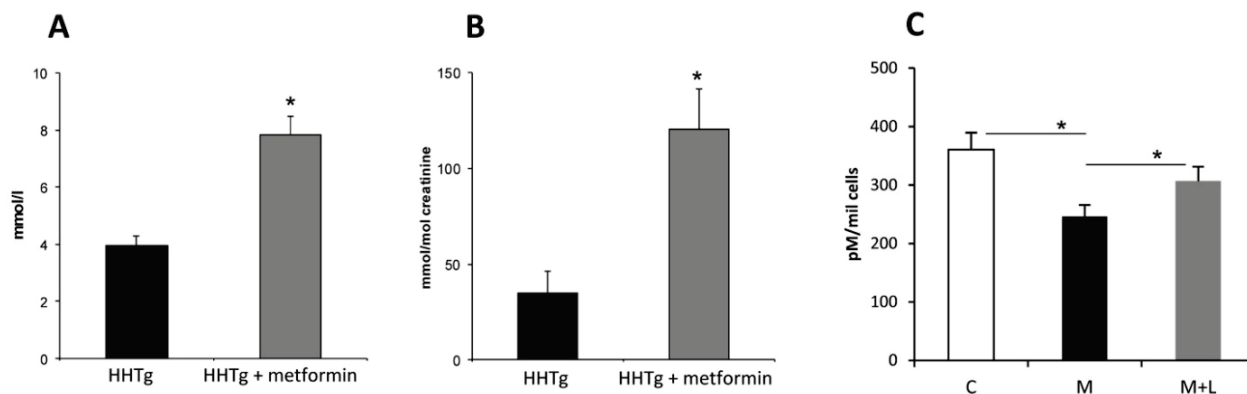 A
10
8
6
4
2
0
mmol/l
*
HHTg
HHTg + metformin
B
150
100
50
0
mmol/mol creatinine
*
HHTg
HHTg + metformin
C
500
400
300
200
100
0
pM/mil cells
*
*
C
M
M+L